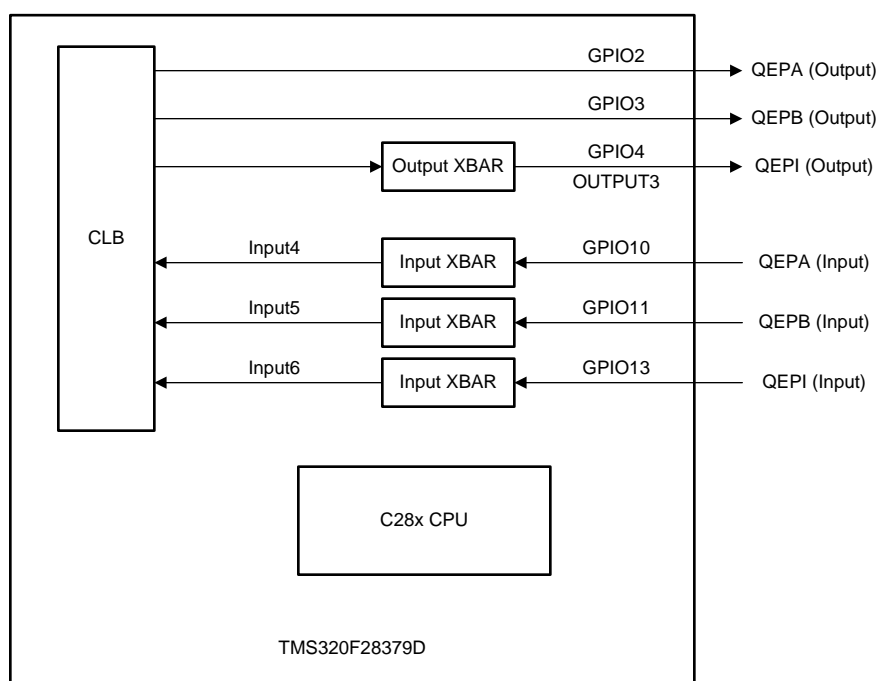 GPIO2
QEPA (Output)
GPIO3
QEPB (Output)
Output XBAR
GPIO4
OUTPUT3
QEPI (Output)
CLB
Input4
Input XBAR
GPIO10
QEPA (Input)
Input5
Input XBAR
GPIO11
QEPB (Input)
Input6
Input XBAR
GPIO13
QEPI (Input)
C28x CPU
TMS320F28379D